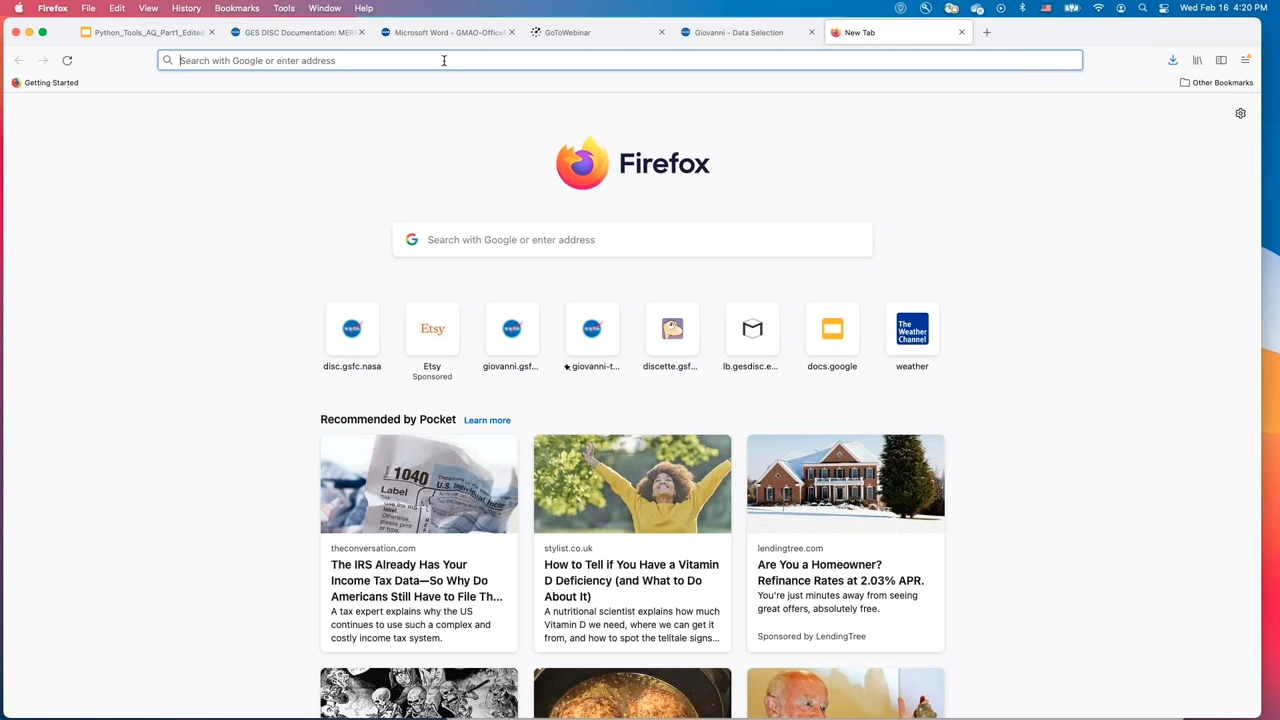 Firefox File Edit View History Bookmarks Tools Window Help Wed Feb 16 4:20 PM
Python_Tools_AQ_Part1_Edited GES DISC Documentation: MER Microsoft Word - GMAO-Office GoToWebinar Giovanni - Data Selection New Tab
Search with Google or enter address
Getting Started Other Bookmarks
Firefox
Search with Google or enter address
Etsy
The Weather Channel
disc.gsfc.nasa Etsy giovanni.gsf... giovanni-t... discette.gsf... lb.gesdisc.e... docs.google weather
Sponsored
Recommended by Pocket Learn more
1040
Label
theconversation.com
The IRS Already Has Your
Income Tax Data—So Why Do
Americans Still Have to File Th...
A tax expert explains why the US
continues to use such a complex and
costly income tax system.
stylist.co.uk
How to Tell if You Have a Vitamin
D Deficiency (and What to Do
About It)
A nutritional scientist explains how much
Vitamin D we need, where we can get it
from, and how to spot the telltale signs...
lendingtree.com
Are You a Homeowner?
Refinance Rates at 2.03% APR.
You're just minutes away from seeing
great offers, absolutely free.
Sponsored by LendingTree